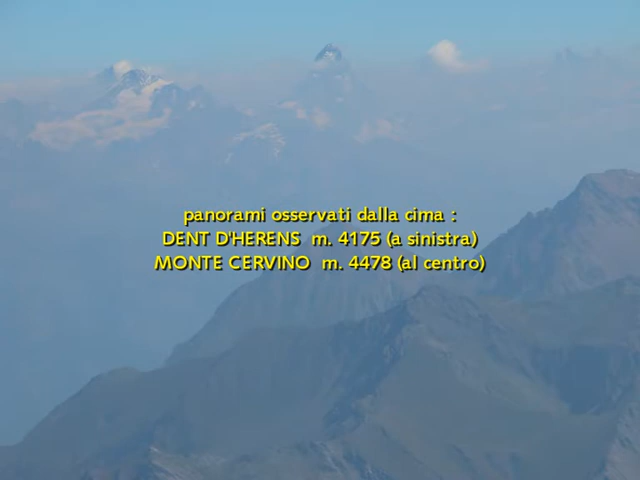 panorami osservati dalla cima :
DENT D'HERENS m. 4175 (a sinistra)
MONTE CERVINO m. 4478 (al centro)